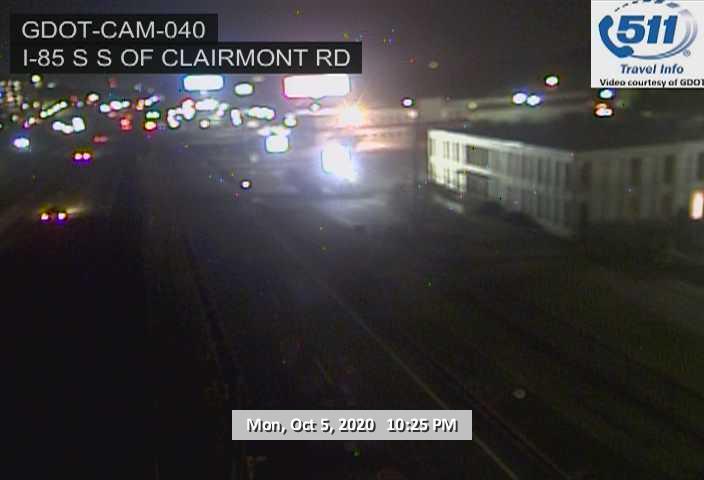 GDOT-CAM-040
I-85 S S OF CLAIRMONT RD
511
Travel Info
Video courtesy of GDOT
Mon, Oct 5, 2020 10:25 PM